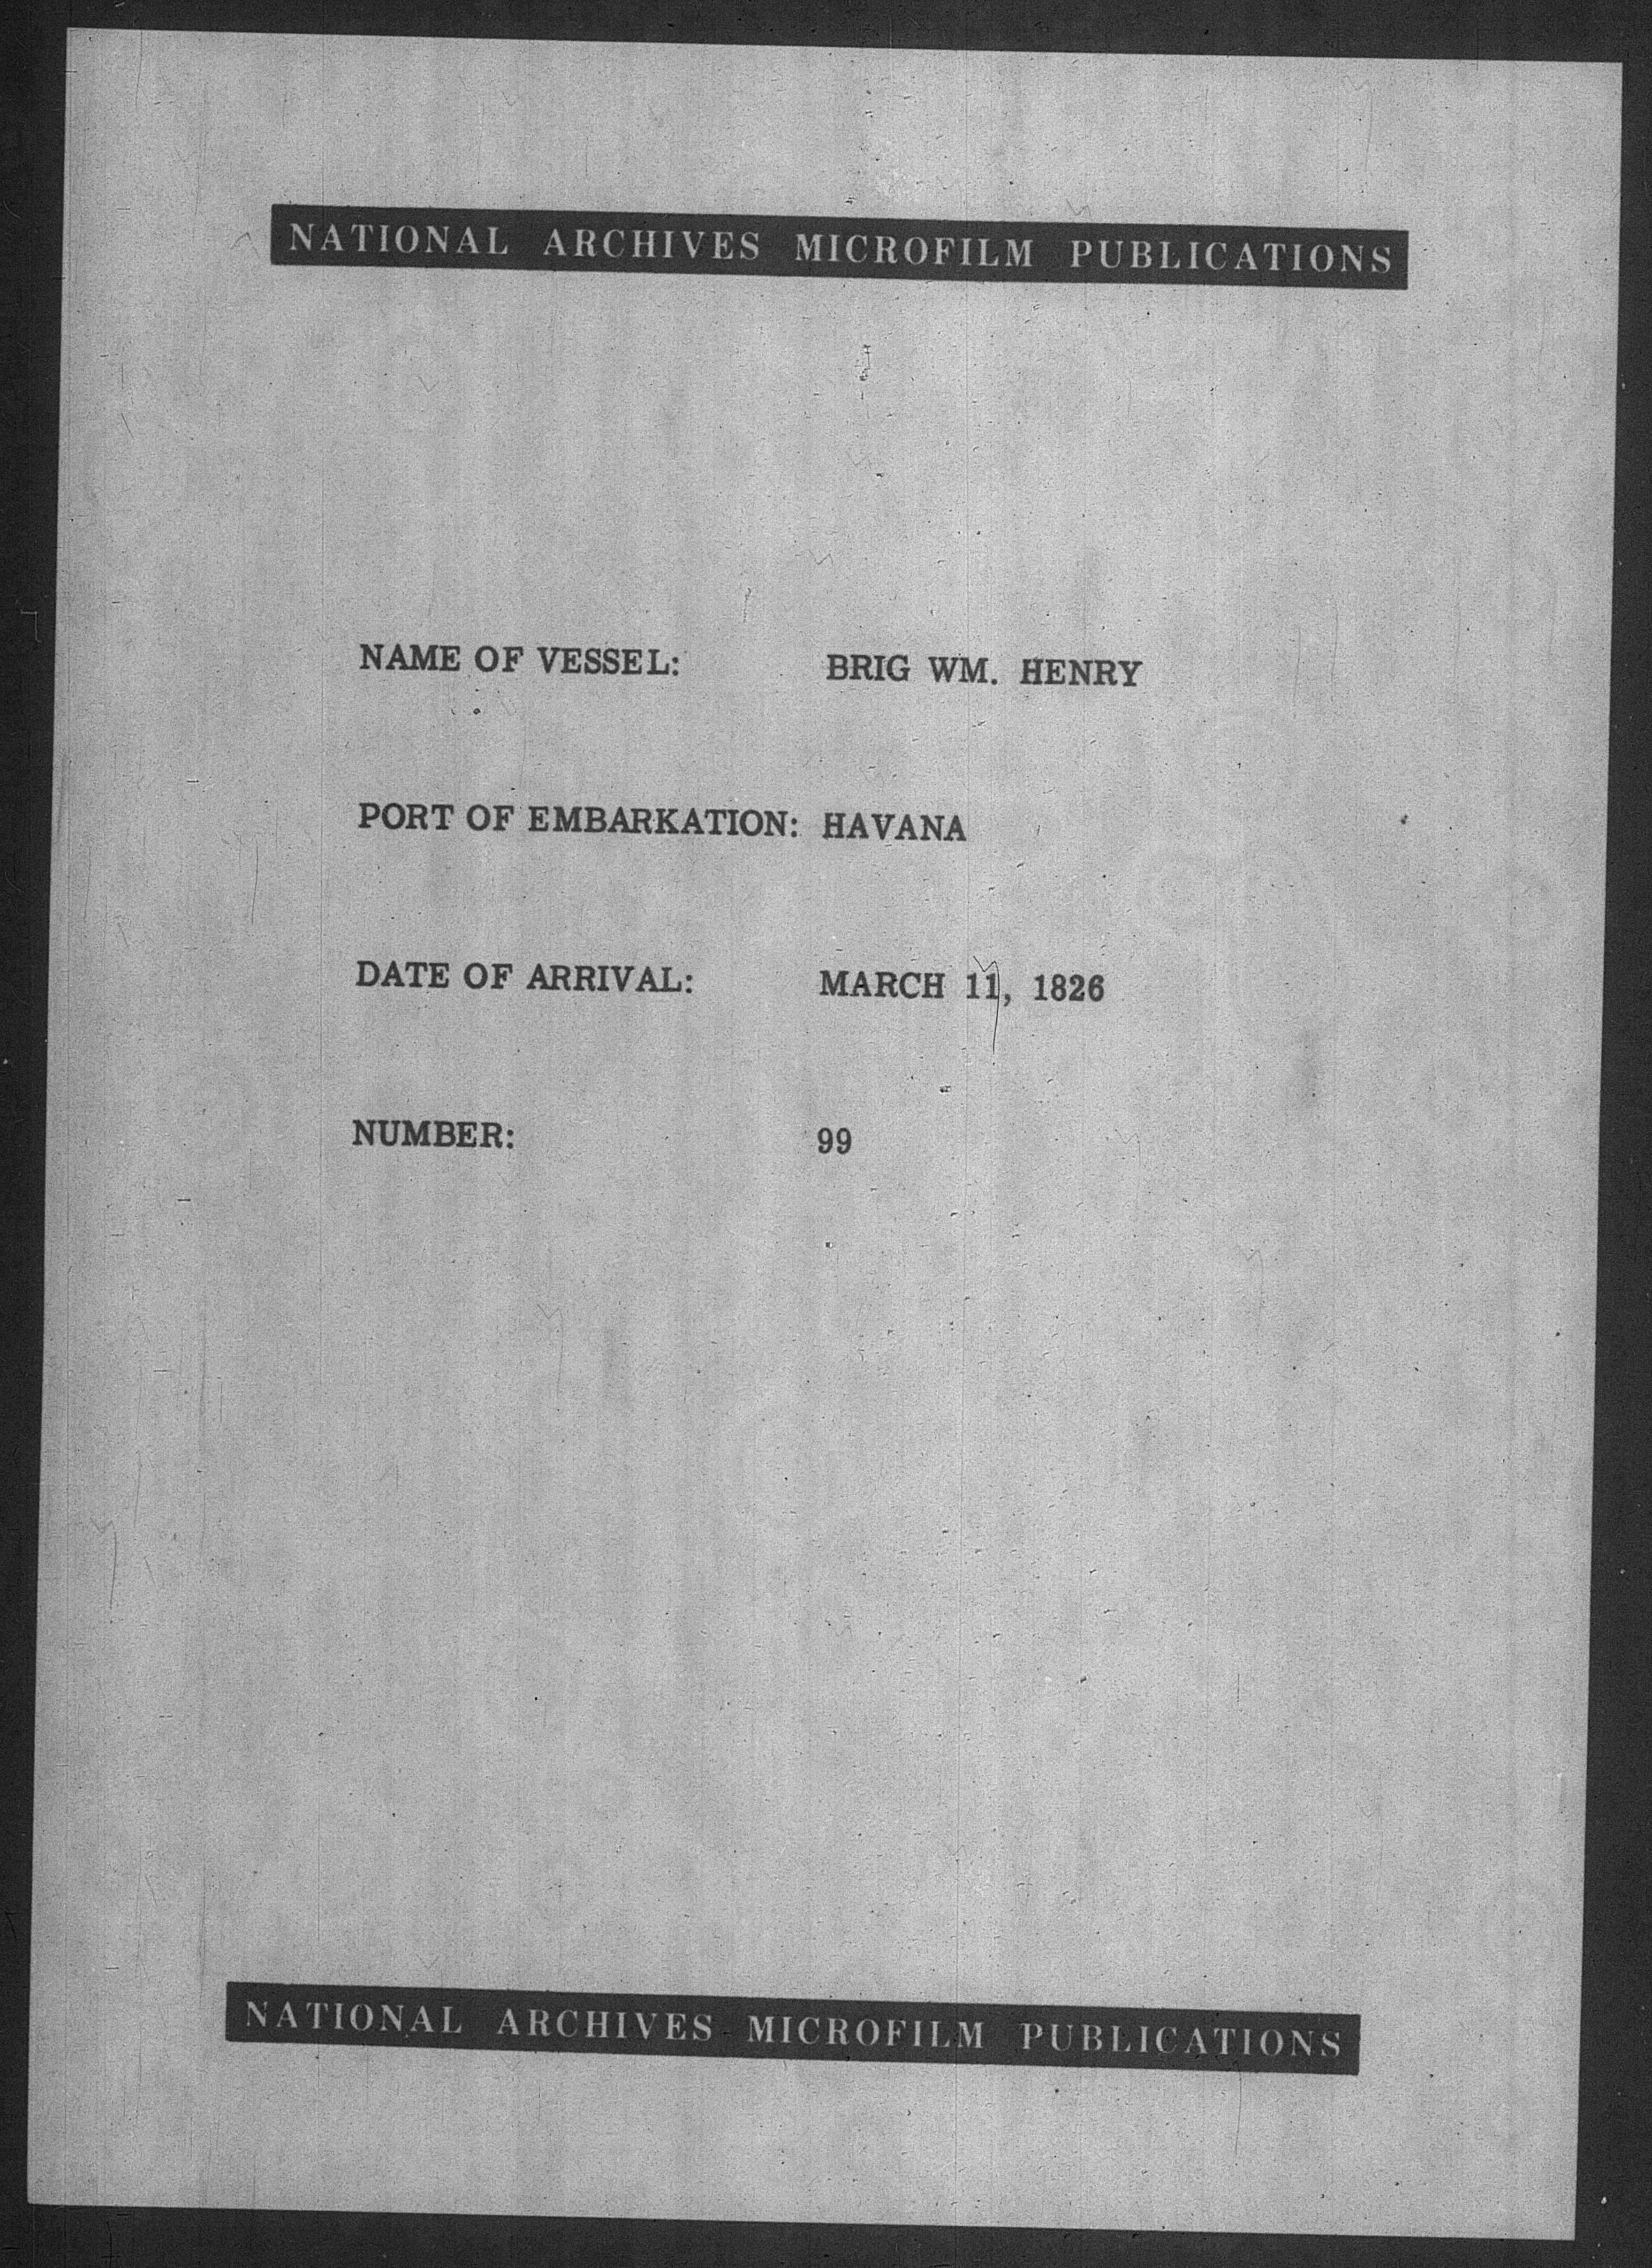 NATIONAL ARCHIVES MICROFILM PUBLICATIONS
NAME OF VESSEL: BRIG WM. HENRY
PORT OF EMBARKATION: HAVANA
DATE OF ARRIVAL: MARCH 11, 1826
NUMBER: 99
NATIONAL ARCHIVES MICROFILM PUBLICATIONS